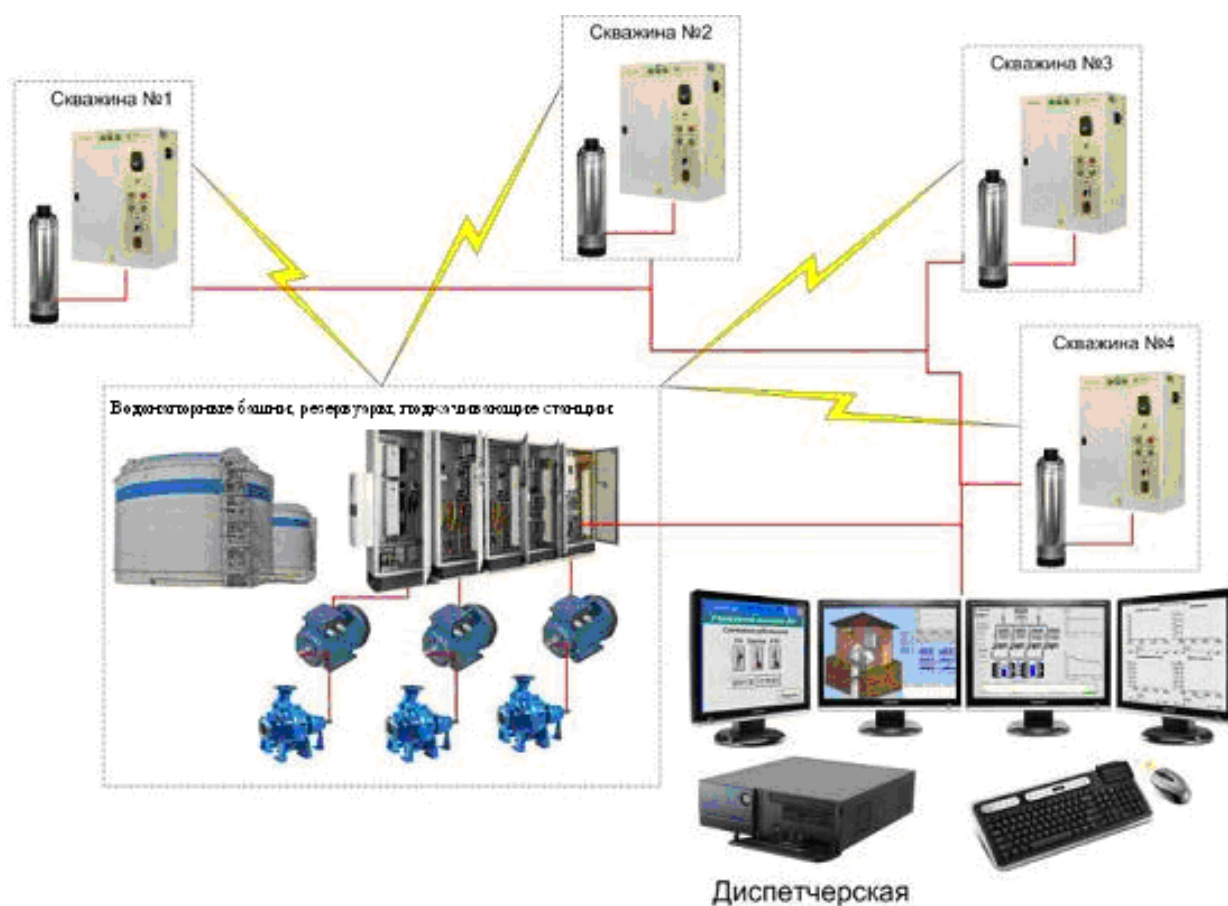 Скважина №2
Скважина №3
Скважина №1
Скважина №4
Водонапорные башни, резервуары, подкачивающие станции
Диспетчерская